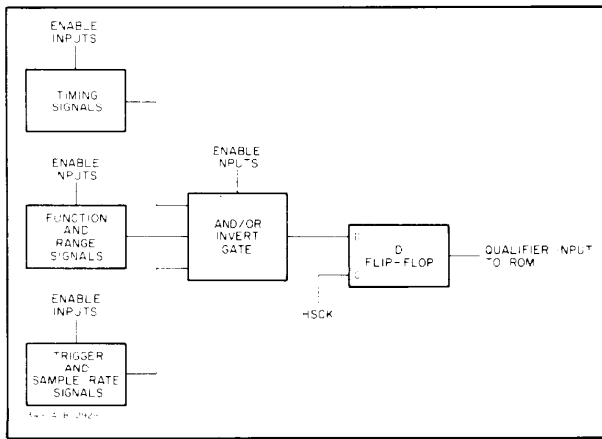 ENABLE
INPUTS
TIMING
SIGNALS
ENABLE
NPUTS
FUNCTION
AND
RANGE
SIGNALS
ENABLE
NPUTS
AND/OR
INVERT
GATE
D
FLIP-FLOP
QUALIFIER INPUT
TO ROM
HSCK
ENABLE
INPUTS
TRIGGER
AND
SAMPLE RATE
SIGNALS